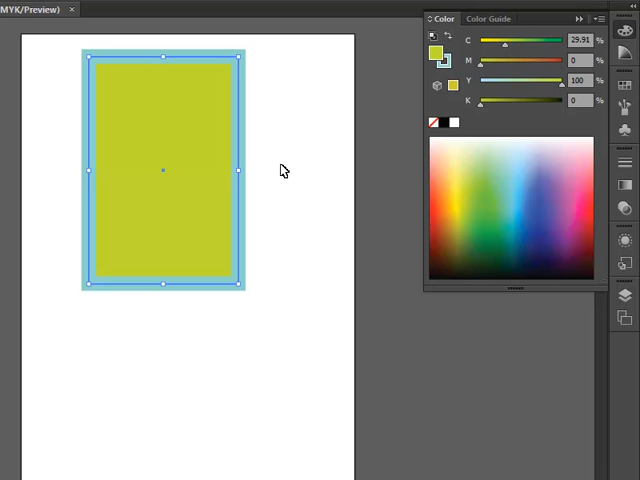 MYK/Preview) ×
Color Color Guide
C 29.91 %
M 0 %
Y 100 %
K 0 %